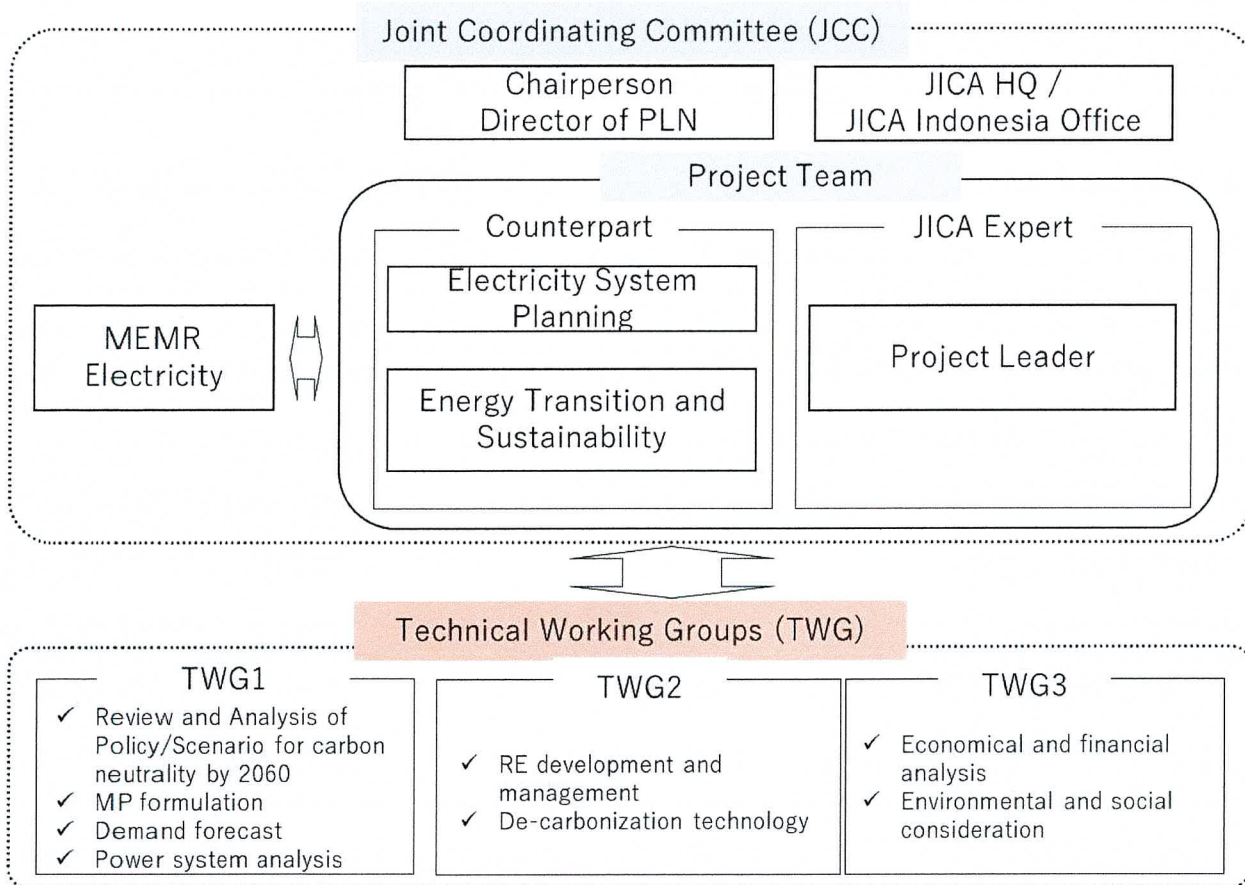 Joint Coordinating Committee (JCC)
Chairperson
Director of PLN
JICA HQ /
JICA Indonesia Office
Project Team
Counterpart
JICA Expert
Electricity System
Planning
MEMR
Electricity
Project Leader
Energy Transition and
Sustainability
Technical Working Groups (TWG)
TWG1
✓ Review and Analysis of
Policy/Scenario for carbon
neutrality by 2060
✓ MP formulation
✓ Demand forecast
✓ Power system analysis
TWG2
✓ RE development and
management
✓ De-carbonization technology
TWG3
✓ Economical and financial
analysis
✓ Environmental and social
consideration